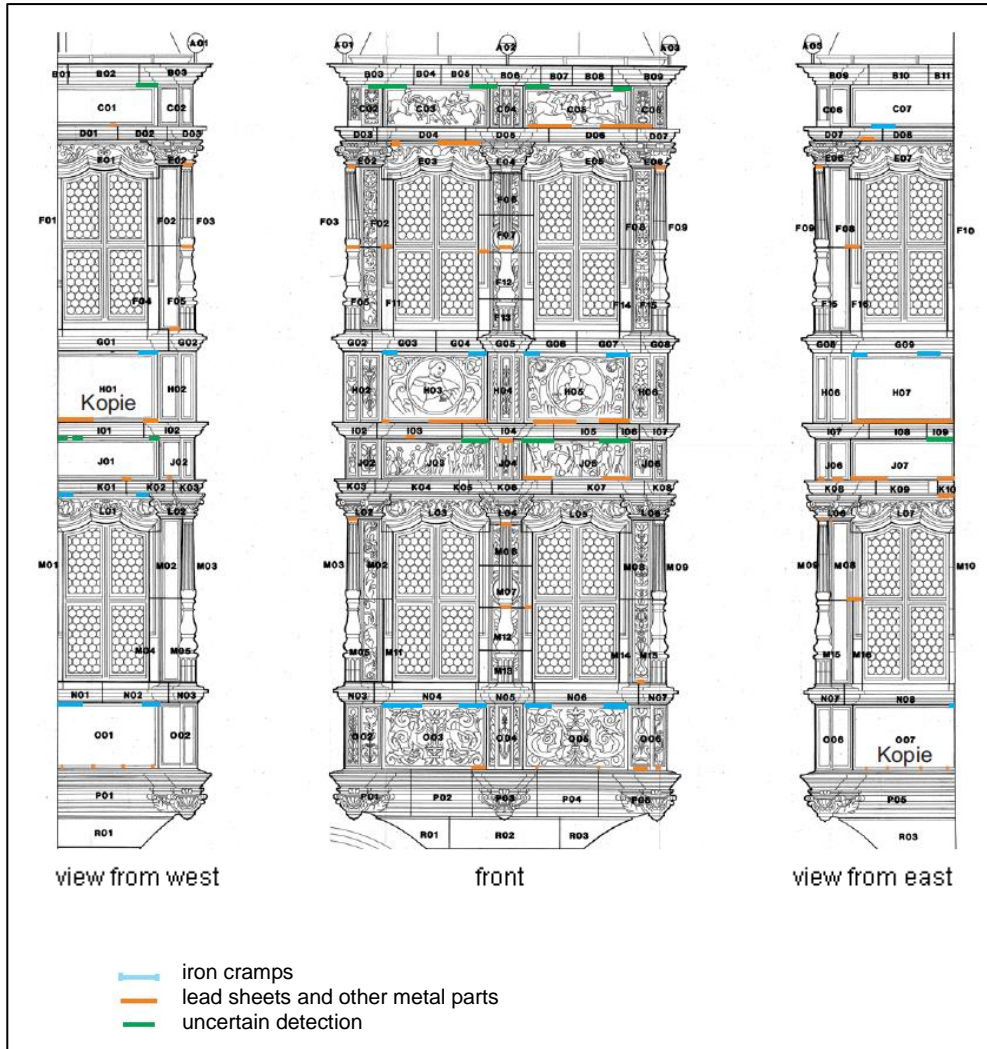 A01 A01 A02 A03 A03
B01 B02 B03 B03 B04 B05 B06 B07 B08 B09 B09 B10 B11
C01 C02 C02 C03 C04 C05 C06 C06 C07
D01 D02 D03 D03 D04 D05 D06 D07 D07 D08
E01 E02 E02 E03 E04 E05 E06 E06 E07
F01 F02 F03 F03 F02 F06 F07 F08 F09 F09 F08 F10
F04 F05 F05 F11 F12 F13 F14 F15 F15 F16
G01 G02 G02 G03 G04 G05 G06 G07 G08 G08 G09
H01 H02 H02 H03 H04 H05 H06 H06 H07
Kopie
I01 I02 I02 I03 I04 I05 I06 I07 I07 I08 I09
J01 J02 J02 J03 J04 J05 J06 J06 J07
K01 K02 K03 K03 K04 K05 K06 K07 K08 K08 K09 K10
L01 L02 L02 L03 L04 L05 L06 L06 L07
M01 M02 M03 M03 M02 M06 M07 M08 M09 M09 M08 M10
M04 M05 M05 M11 M12 M13 M14 M15 M15 M16
N01 N02 N03 N03 N04 N05 N06 N07 N07 N08
O01 O02 O02 O03 O04 O05 O06 O06 O07
Kopie
P01 P01 P02 P03 P04 P05 P05
R01 R01 R02 R03 R03
view from west front view from east
iron cramps
lead sheets and other metal parts
uncertain detection